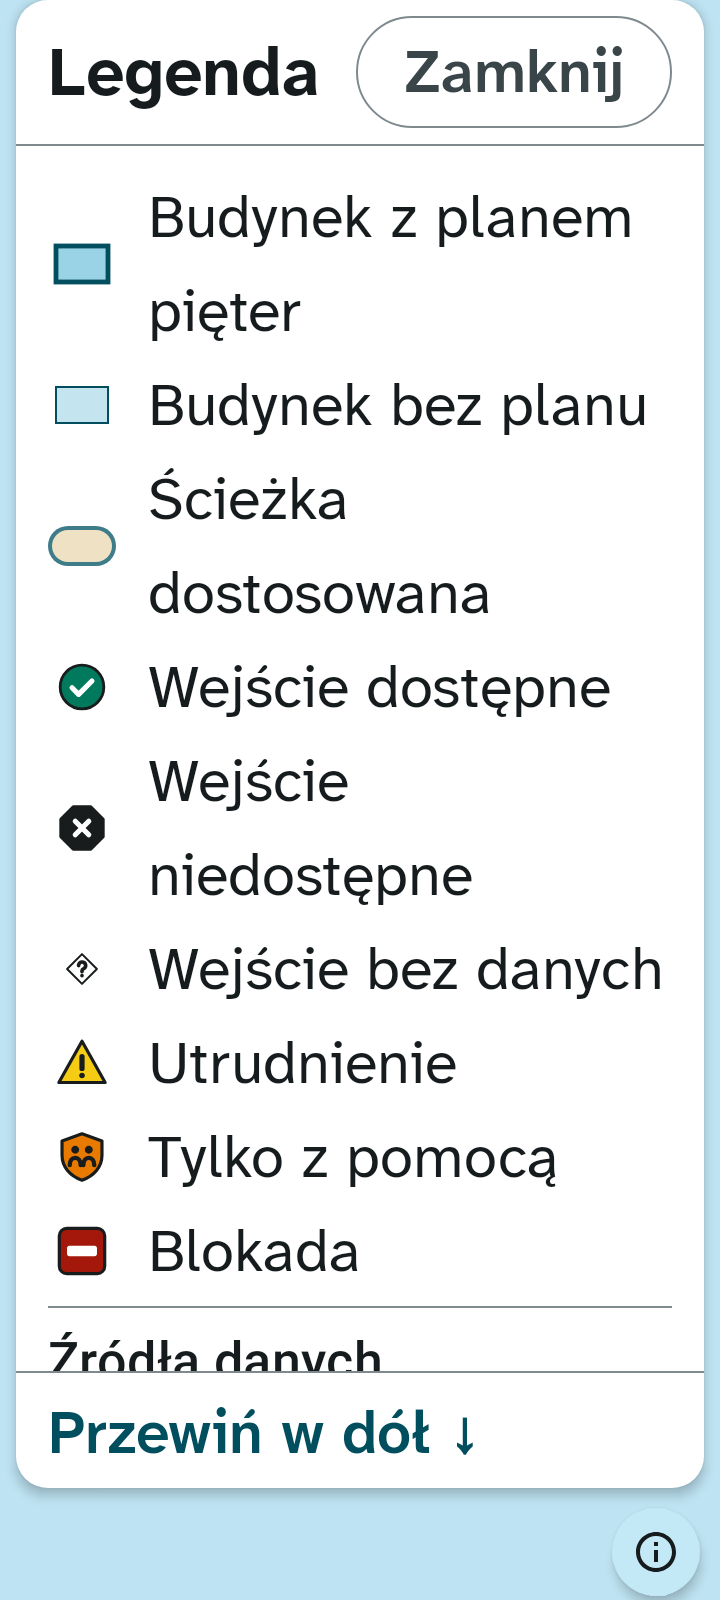 Legenda
Zamknij
Budynek z planem
pięter
Budynek bez planu
Ścieżka
dostosowana
Wejście dostępne
Wejście
niedostępne
Wejście bez danych
Utrudnienie
Tylko z pomocą
Blokada
Źródła danych
Przewiń w dół ↓